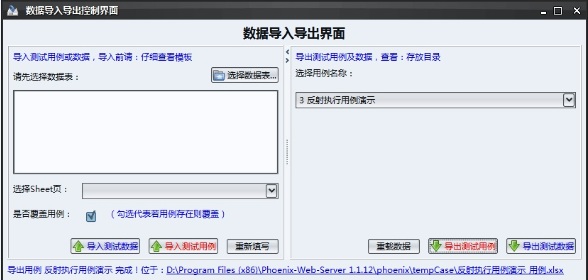 数据导入导出控制界面
数据导入导出界面
导入测试用例或数据，导入前请：仔细查看模板
请先选择数据表：
选择数据表...
选择Sheet页：
是否覆盖用例：
（勾选代表若用例存在则覆盖）
导入测试数据
导入测试用例
重新填写
导出测试用例及数据，查看：存放目录
选择用例名称：
3 反射执行用例演示
重载数据
导出测试用例
导出测试数据
导出用例 反射执行用例演示 完成！位于：D:\Program Files (x86)\Phoenix-Web-Server 1.1.12\phoenix\tempCase\反射执行用例演示 用例.xlsx